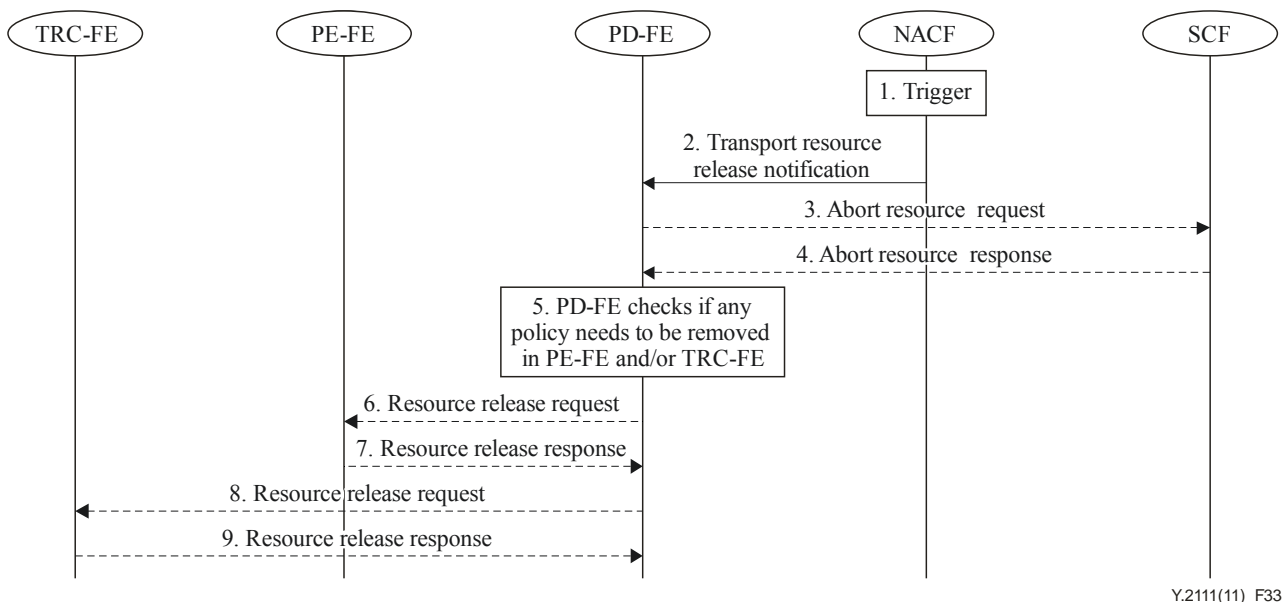 TRC-FE
PE-FE
PD-FE
NACF
SCF
1. Trigger
2. Transport resource
release notification
3. Abort resource request
4. Abort resource response
5. PD-FE checks if any
policy needs to be removed
in PE-FE and/or TRC-FE
6. Resource release request
7. Resource release response
8. Resource release request
9. Resource release response
Y.2111(11)_F33